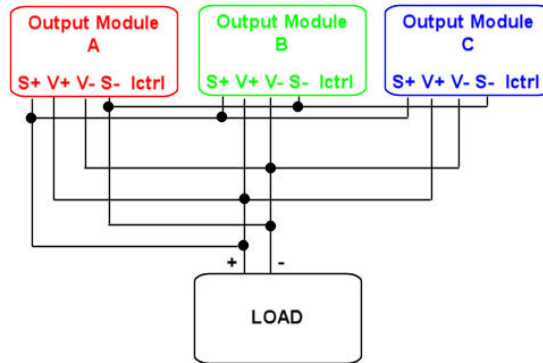 Output Module
A
S+ V+ V- S- Ictrl
Output Module
B
S+ V+ V- S- Ictrl
Output Module
C
S+ V+ V- S- Ictrl
+ -
LOAD